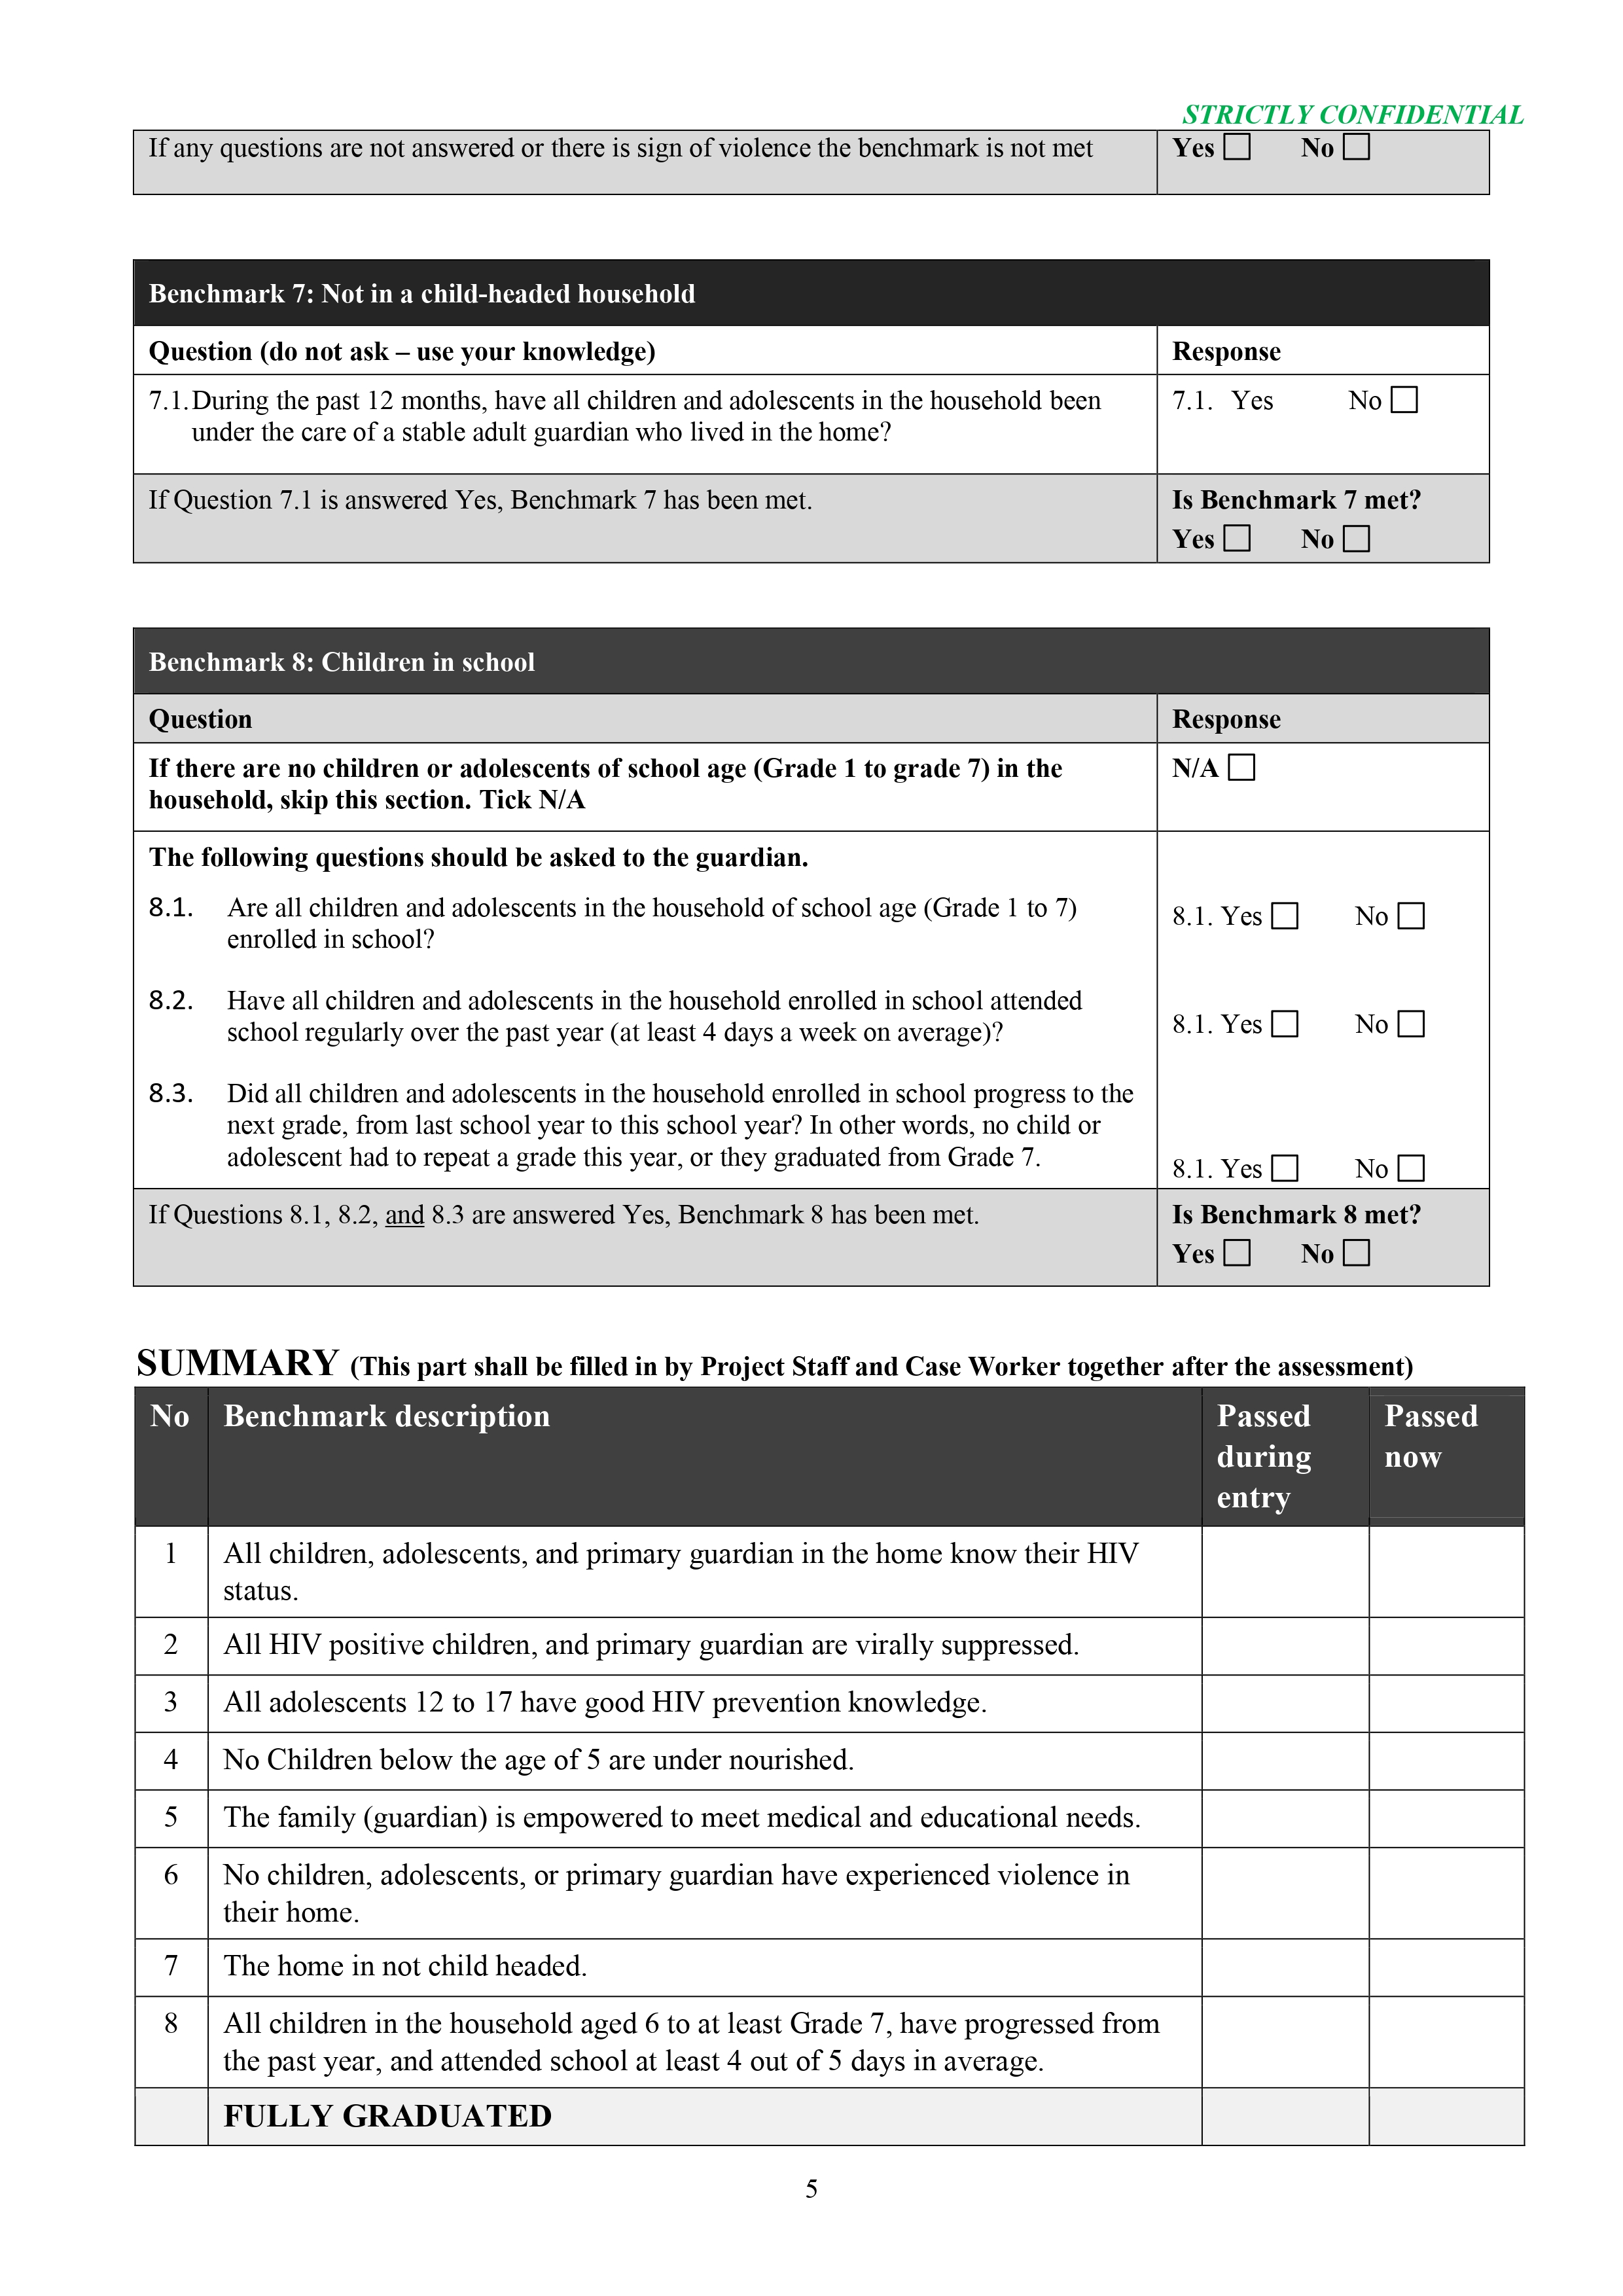 STRICTLY CONFIDENTIAL
If any questions are not answered or there is sign of violence the benchmark is not met
Yes ☐ No ☐
Benchmark 7: Not in a child-headed household
Question (do not ask – use your knowledge)
Response
7.1. During the past 12 months, have all children and adolescents in the household been
under the care of a stable adult guardian who lived in the home?
7.1. Yes No ☐
If Question 7.1 is answered Yes, Benchmark 7 has been met.
Is Benchmark 7 met?
Yes ☐ No ☐
Benchmark 8: Children in school
Question
Response
If there are no children or adolescents of school age (Grade 1 to grade 7) in the
household, skip this section. Tick N/A
N/A ☐
The following questions should be asked to the guardian.
8.1. Are all children and adolescents in the household of school age (Grade 1 to 7)
enrolled in school?
8.1. Yes ☐ No ☐
8.2. Have all children and adolescents in the household enrolled in school attended
school regularly over the past year (at least 4 days a week on average)?
8.1. Yes ☐ No ☐
8.3. Did all children and adolescents in the household enrolled in school progress to the
next grade, from last school year to this school year? In other words, no child or
adolescent had to repeat a grade this year, or they graduated from Grade 7.
8.1. Yes ☐ No ☐
If Questions 8.1, 8.2, and 8.3 are answered Yes, Benchmark 8 has been met.
Is Benchmark 8 met?
Yes ☐ No ☐
SUMMARY (This part shall be filled in by Project Staff and Case Worker together after the assessment)
No
Benchmark description
Passed
during
entry
Passed
now
1
All children, adolescents, and primary guardian in the home know their HIV
status.
2
All HIV positive children, and primary guardian are virally suppressed.
3
All adolescents 12 to 17 have good HIV prevention knowledge.
4
No Children below the age of 5 are under nourished.
5
The family (guardian) is empowered to meet medical and educational needs.
6
No children, adolescents, or primary guardian have experienced violence in
their home.
7
The home in not child headed.
8
All children in the household aged 6 to at least Grade 7, have progressed from
the past year, and attended school at least 4 out of 5 days in average.
FULLY GRADUATED
5